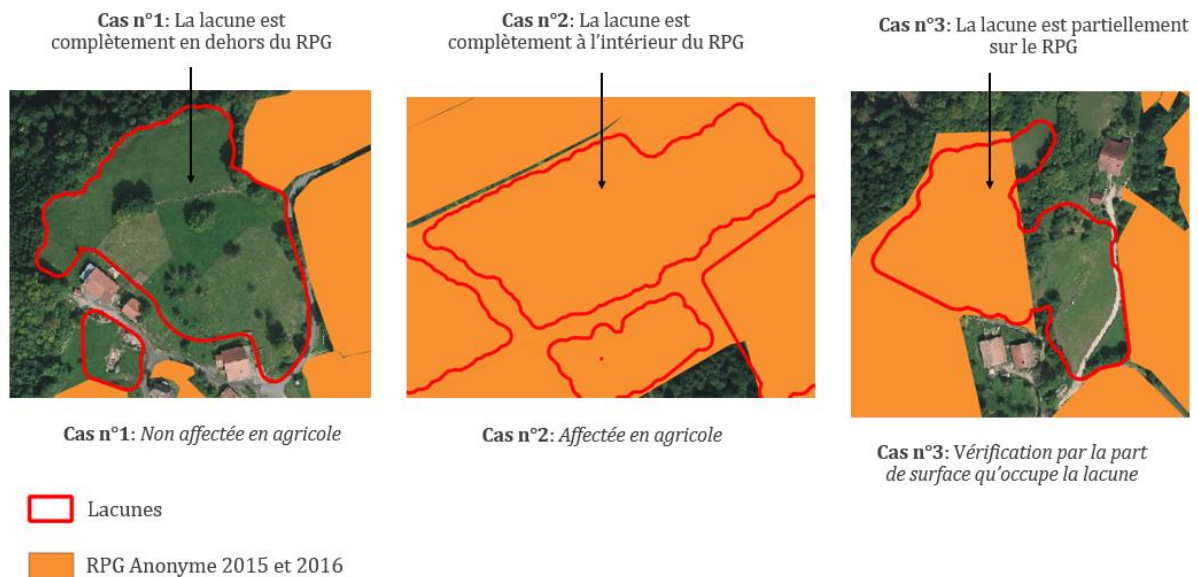 Cas n°1: La lacune est
complètement en dehors du RPG
Cas n°2: La lacune est
complètement à l'intérieur du RPG
Cas n°3: La lacune est partiellement
sur le RPG
Cas n°1: Non affectée en agricole
Cas n°2: Affectée en agricole
Cas n°3: Vérification par la part
de surface qu'occupe la lacune
Lacunes
RPG Anonyme 2015 et 2016